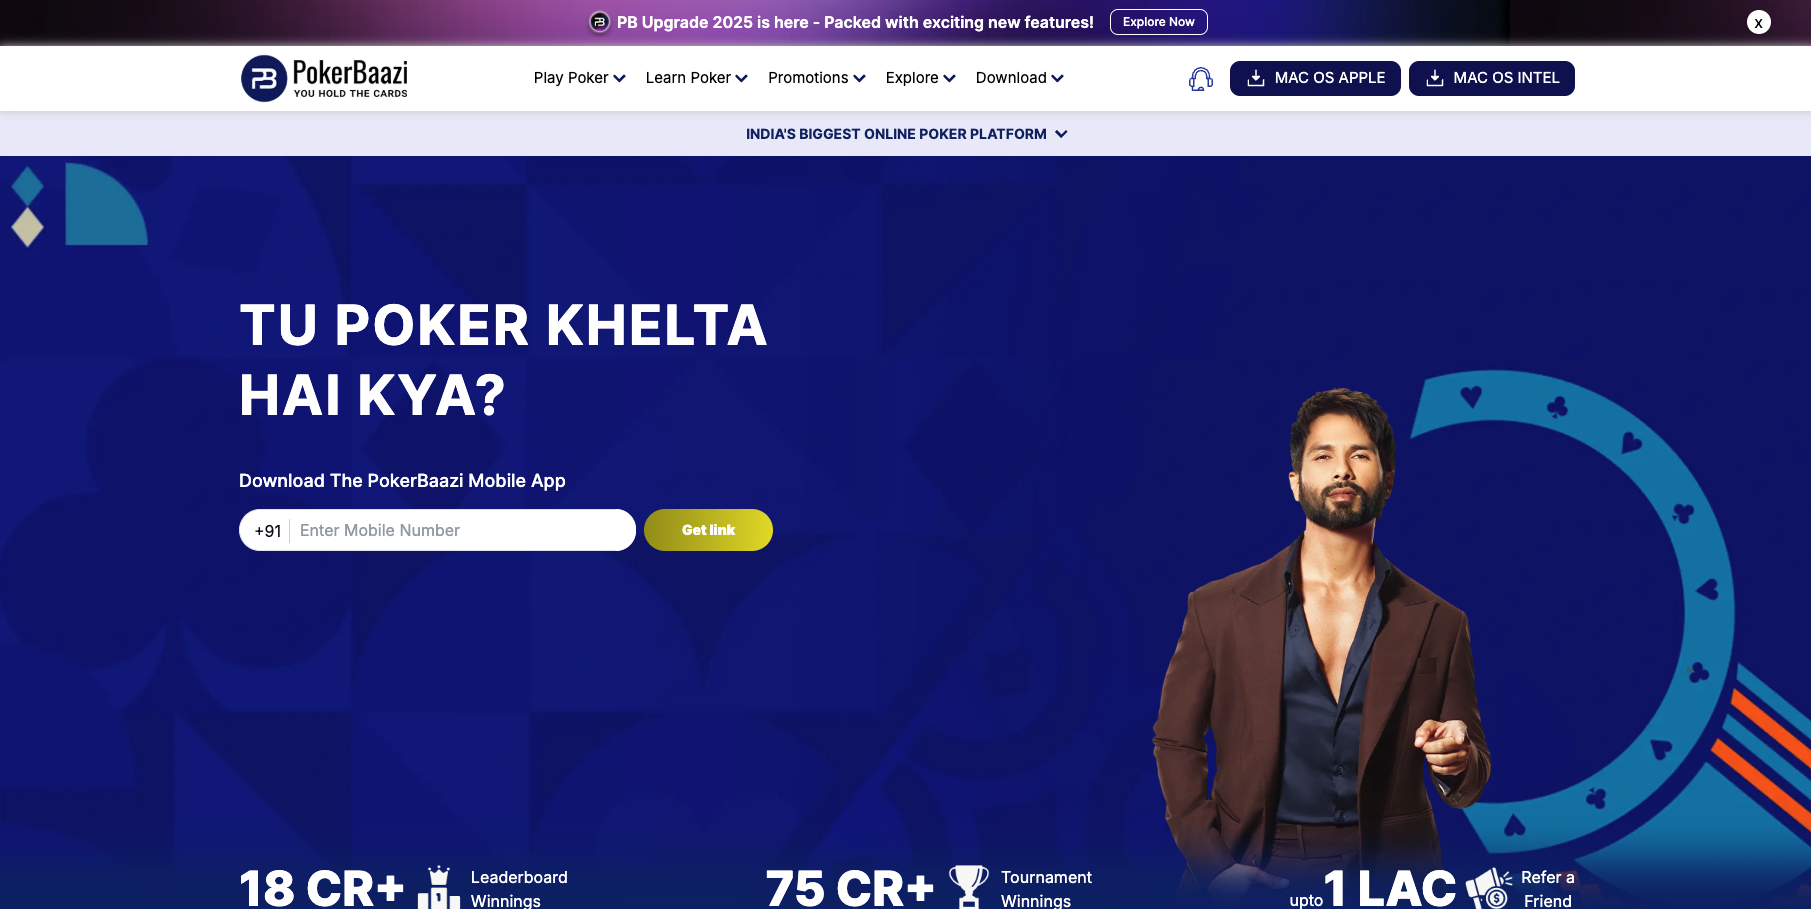 PB Upgrade 2025 is here - Packed with exciting new features!
Explore Now
X
PokerBaazi
YOU HOLD THE CARDS
Play Poker
Learn Poker
Promotions
Explore
Download
MAC OS APPLE
MAC OS INTEL
INDIA'S BIGGEST ONLINE POKER PLATFORM
TU POKER KHELTA
HAI KYA?
Download The PokerBaazi Mobile App
+91
Enter Mobile Number
Get link
18 CR+
Leaderboard
Winnings
75 CR+
Tournament
Winnings
upto 1 LAC
Refer a
Friend